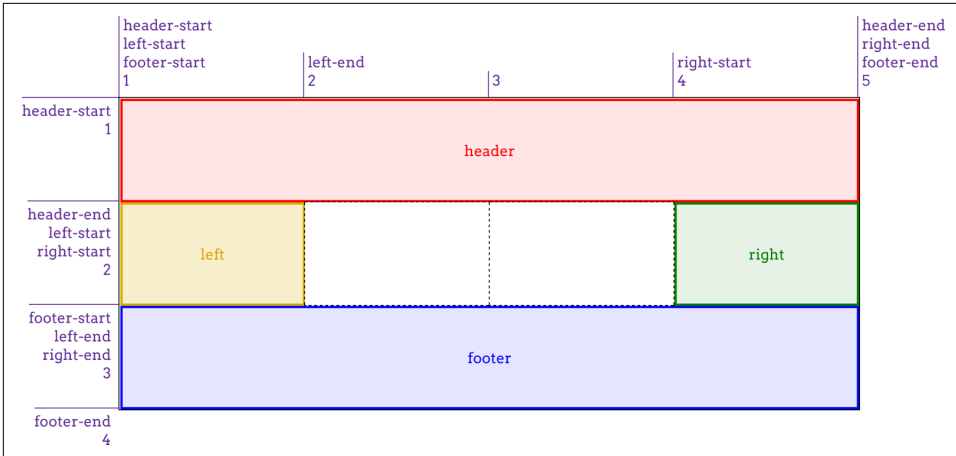 header-start
left-start
footer-start
1
left-end
2
3
right-start
4
header-end
right-end
footer-end
5
header-start
1
header
header-end
left-start
right-start
2
left
right
footer-start
left-end
right-end
3
footer
footer-end
4